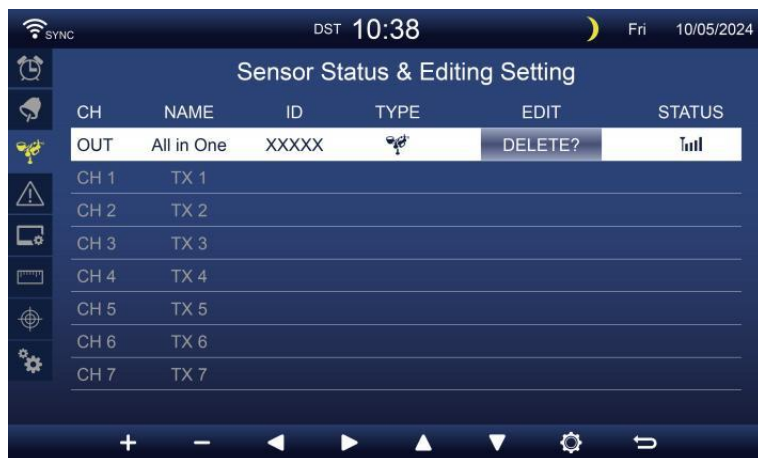 SYNC DST 10:38 Fri 10/05/2024
Sensor Status & Editing Setting
CH NAME ID TYPE EDIT STATUS
OUT All in One XXXXX DELETE?
CH 1 TX 1
CH 2 TX 2
CH 3 TX 3
CH 4 TX 4
CH 5 TX 5
CH 6 TX 6
CH 7 TX 7